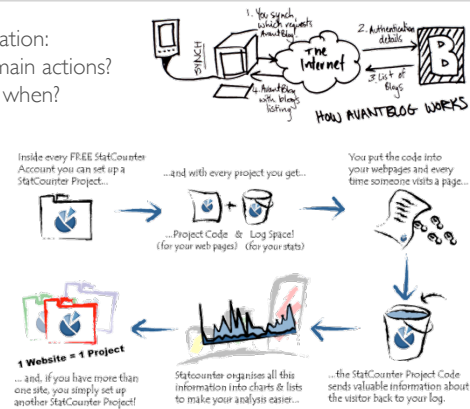 ation:
main actions?
when?
1. You synch,
which requests
AvantBlog.
SYNCH
The
Internet
2. Authentication
details
B
3. List of
Blogs
4. AvantBlog
with blogs
listing
HOW AVANTBLOG WORKS
Inside every FREE StatCounter
Account you can set up a
StatCounter Project...
...and with every project you get...
...Project Code & Log Space!
(for your web pages) (for your stats)
You put the code into
your webpages and every
time someone visits a page...
...the StatCounter Project Code
sends valuable information about
the visitor back to your log.
Statcounter organises all this
information into charts & lists
to make your analysis easier...
1 Website = 1 Project
... and, if you have more than
one site, you simply set up
another StatCounter Project!